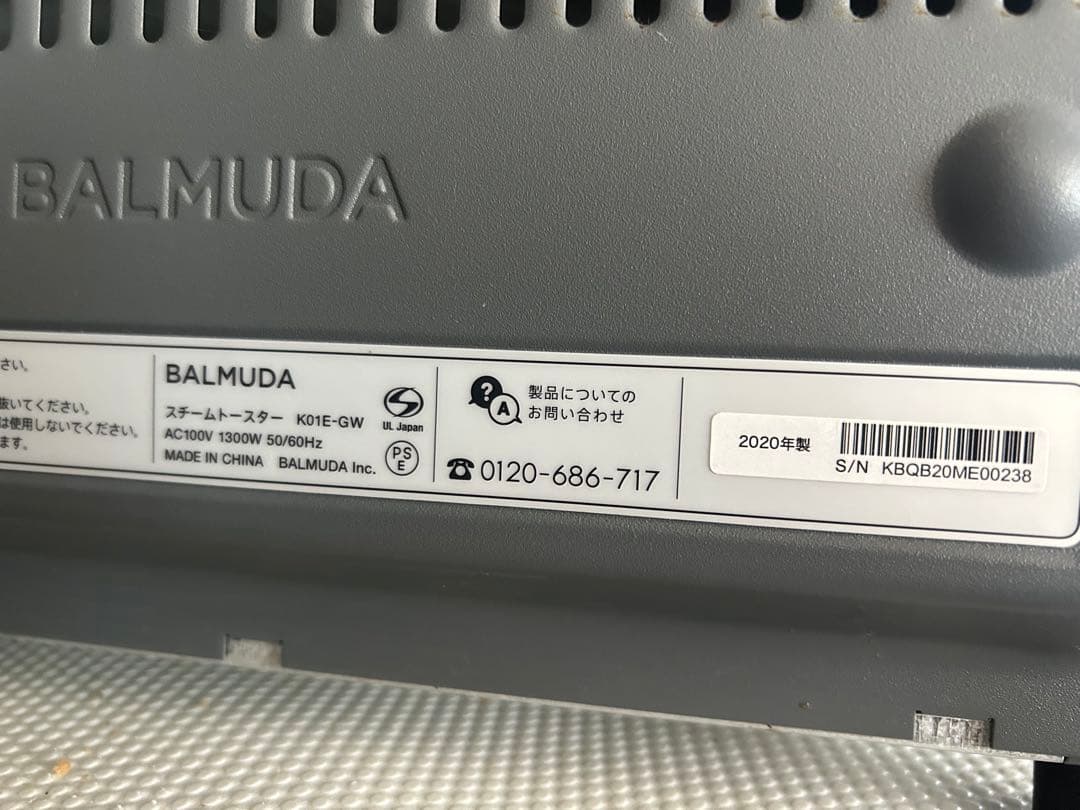 BALMUDA
さい。
抜いてください。
は使用しないでください。
ます。
BALMUDA
スチームトースター K01E-GW
AC100V 1300W 50/60Hz
MADE IN CHINA BALMUDA Inc.
UL Japan
PS
E
?
A
製品についての
お問い合わせ
0120-686-717
2020年製
S/N KBQB20ME00238